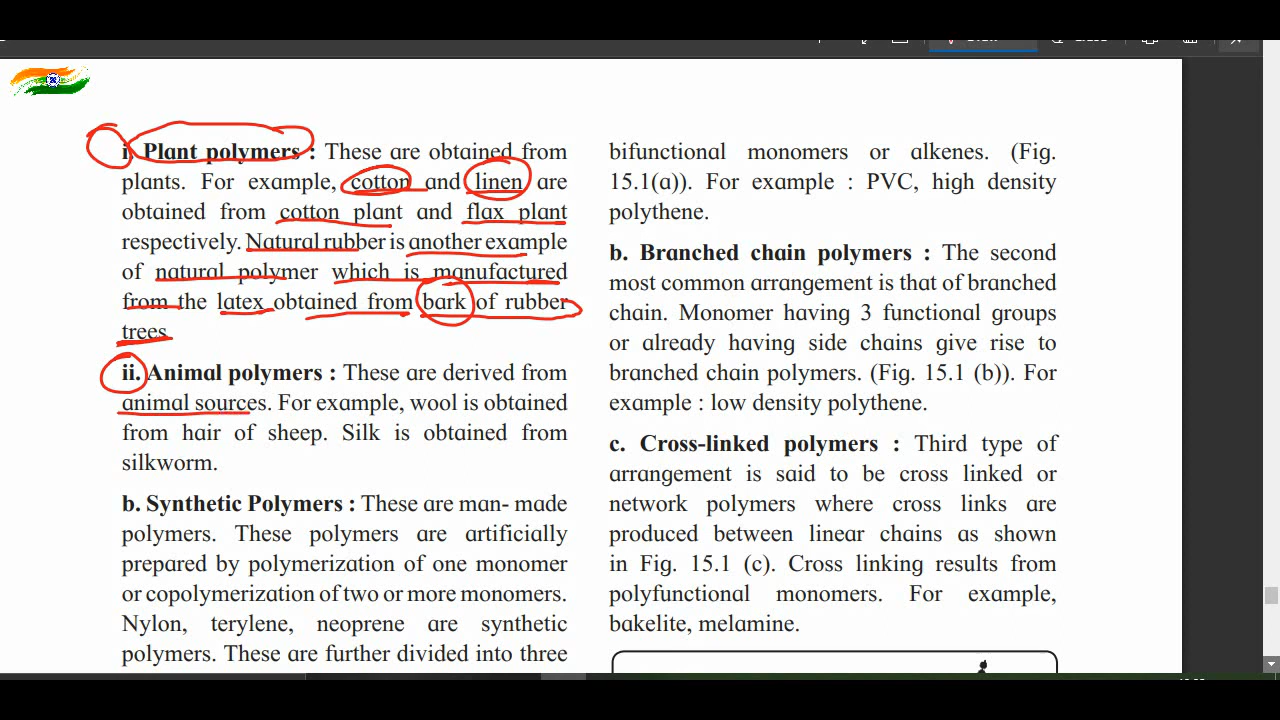 i. Plant polymers : These are obtained from
plants. For example, cotton and linen are
obtained from cotton plant and flax plant
respectively. Natural rubber is another example
of natural polymer which is manufactured
from the latex obtained from bark of rubber
trees
ii. Animal polymers : These are derived from
animal sources. For example, wool is obtained
from hair of sheep. Silk is obtained from
silkworm.
b. Synthetic Polymers : These are man- made
polymers. These polymers are artificially
prepared by polymerization of one monomer
or copolymerization of two or more monomers.
Nylon, terylene, neoprene are synthetic
polymers. These are further divided into three
bifunctional monomers or alkenes. (Fig.
15.1(a)). For example : PVC, high density
polythene.
b. Branched chain polymers : The second
most common arrangement is that of branched
chain. Monomer having 3 functional groups
or already having side chains give rise to
branched chain polymers. (Fig. 15.1 (b)). For
example : low density polythene.
c. Cross-linked polymers : Third type of
arrangement is said to be cross linked or
network polymers where cross links are
produced between linear chains as shown
in Fig. 15.1 (c). Cross linking results from
polyfunctional monomers. For example,
bakelite, melamine.